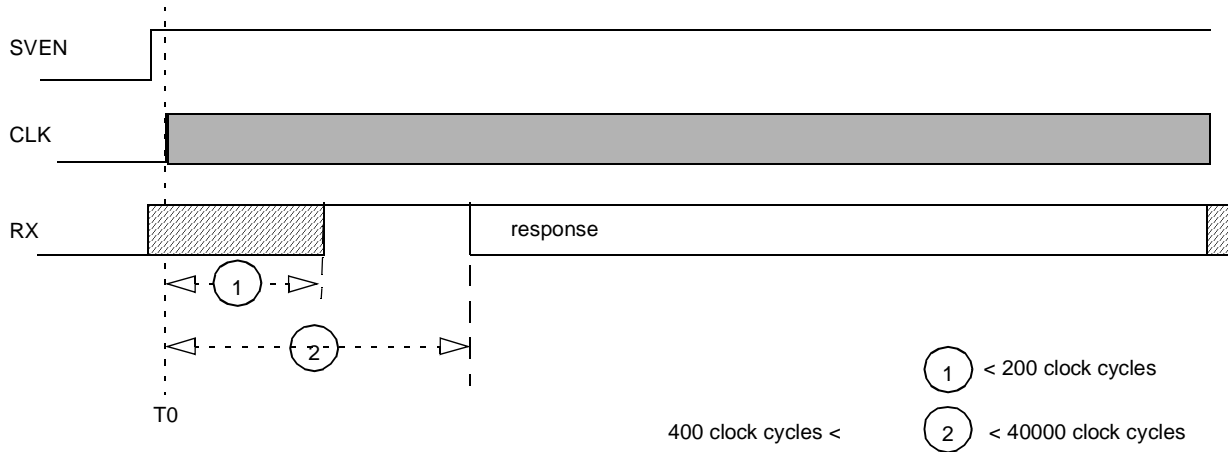 SVEN
CLK
RX
response
1
2
T0
1 < 200 clock cycles
400 clock cycles < 2 < 40000 clock cycles